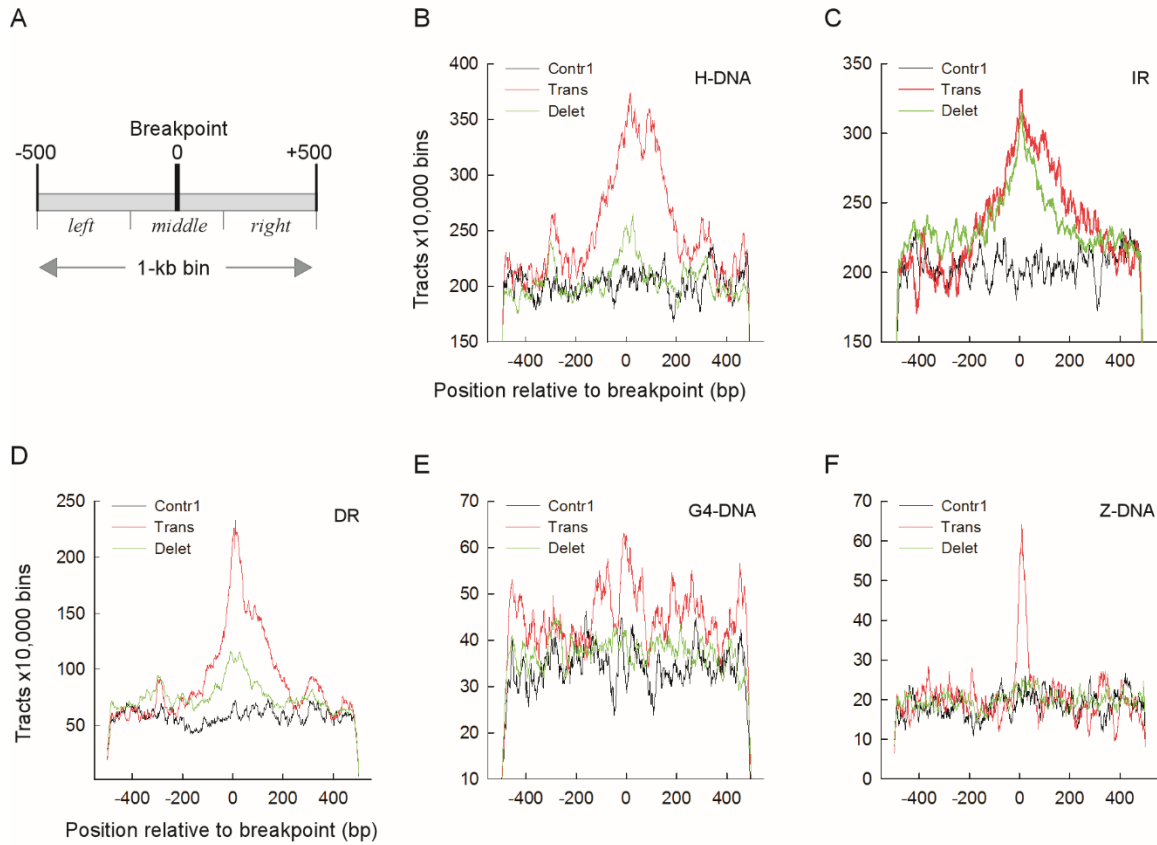 A
Breakpoint
-500 0 +500
left middle right
1-kb bin
B
H-DNA
Contr1
Trans
Delet
Tracts x10,000 bins
400
350
300
250
200
150
-400 -200 0 200 400
Position relative to breakpoint (bp)
C
IR
Contr1
Trans
Delet
350
300
250
200
150
-400 -200 0 200 400
D
DR
Contr1
Trans
Delet
Tracts x10,000 bins
250
200
150
100
50
-400 -200 0 200 400
Position relative to breakpoint (bp)
E
G4-DNA
Contr1
Trans
Delet
70
60
50
40
30
20
10
-400 -200 0 200 400
F
Z-DNA
Contr1
Trans
Delet
70
60
50
40
30
20
10
0
-400 -200 0 200 400